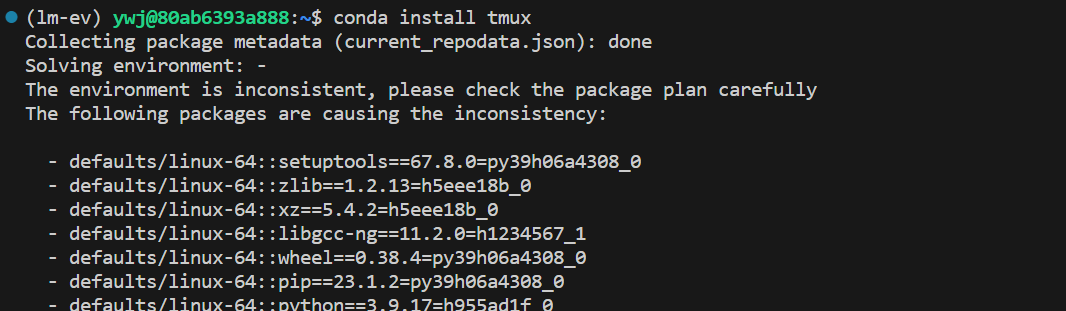 (lm-ev) ywj@80ab6393a888:~$ conda install tmux
Collecting package metadata (current_repodata.json): done
Solving environment: -
The environment is inconsistent, please check the package plan carefully
The following packages are causing the inconsistency:
- defaults/linux-64::setuptools==67.8.0=py39h06a4308_0
- defaults/linux-64::zlib==1.2.13=h5eee18b_0
- defaults/linux-64::xz==5.4.2=h5eee18b_0
- defaults/linux-64::libgcc-ng==11.2.0=h1234567_1
- defaults/linux-64::wheel==0.38.4=py39h06a4308_0
- defaults/linux-64::pip==23.1.2=py39h06a4308_0
- defaults/linux-64::python==3.9.17=h955ad1f_0